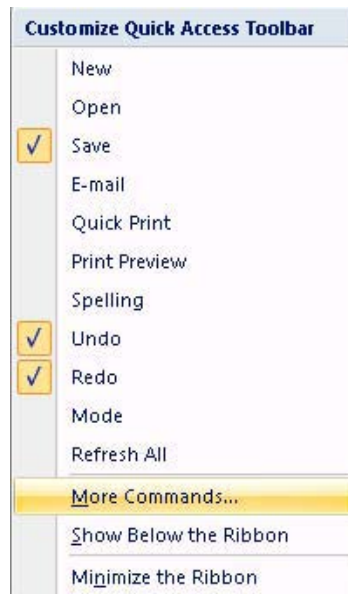 Customize Quick Access Toolbar
New
Open
Save
E-mail
Quick Print
Print Preview
Spelling
Undo
Redo
Mode
Refresh All
More Commands...
Show Below the Ribbon
Minimize the Ribbon